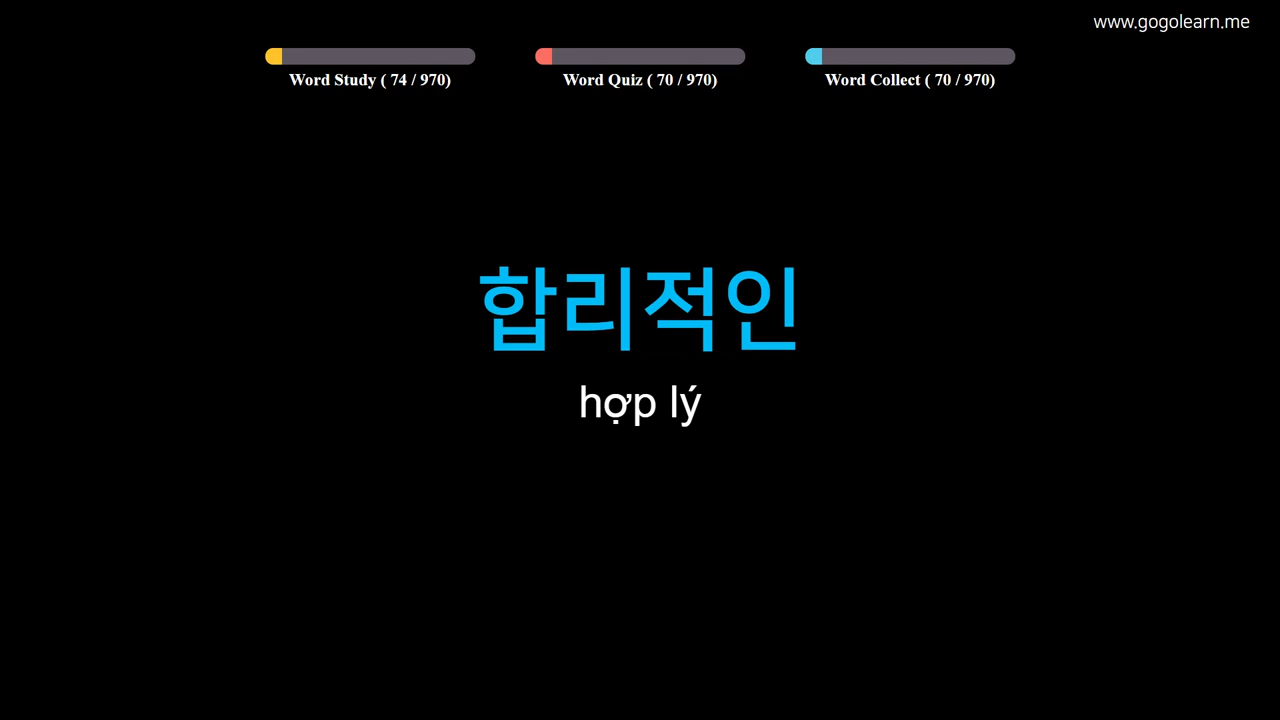 www.gogolearn.me
Word Study ( 74 / 970)
Word Quiz ( 70 / 970)
Word Collect ( 70 / 970)
합리적인
hợp lý